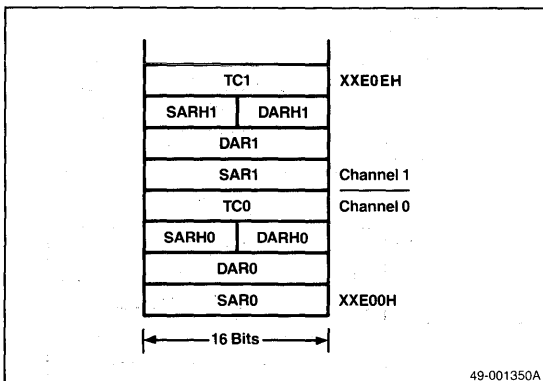 TC1 XXE0EH
SARH1 DARH1
DAR1
SAR1 Channel 1
TC0 Channel 0
SARH0 DARH0
DAR0
SAR0 XXE00H
16 Bits
49-001350A